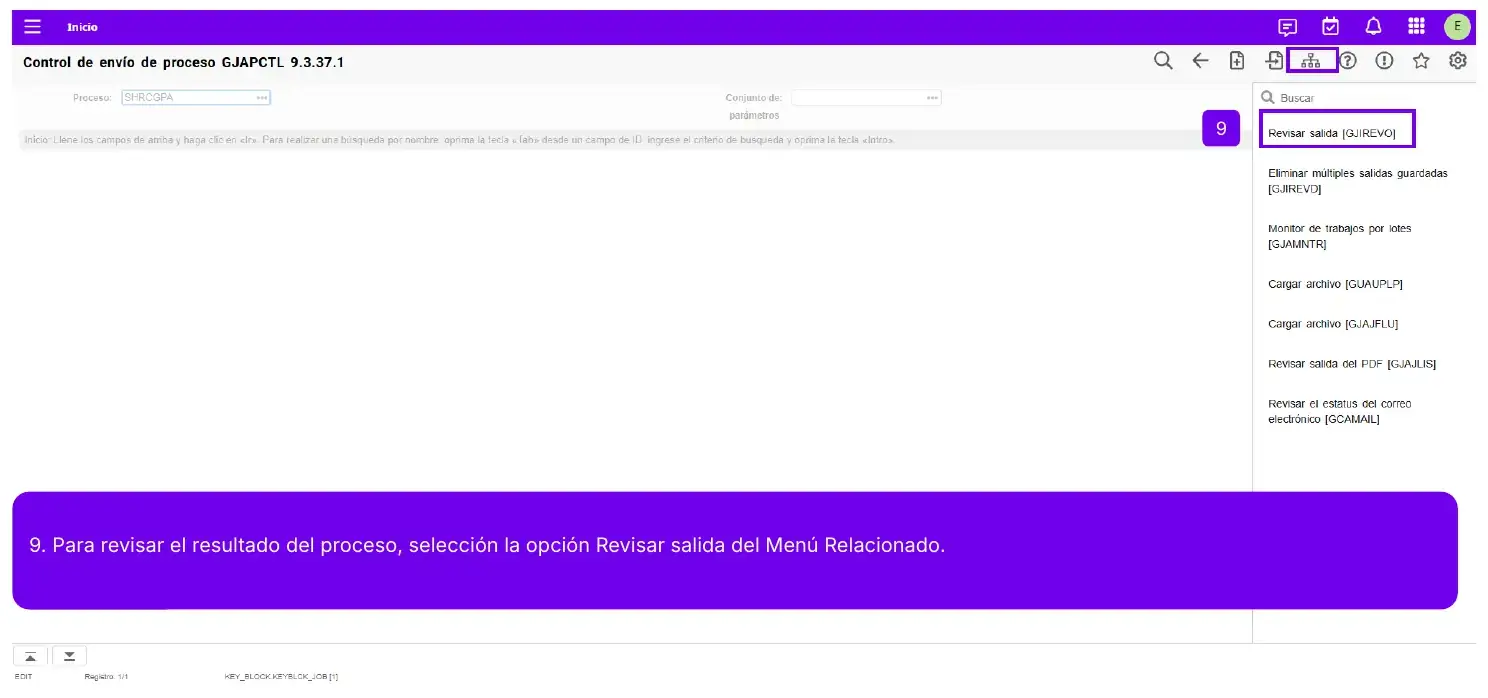 Inicio
E
Control de envío de proceso GJAPCTL 9.3.37.1
Proceso: SHRCGPA
Conjunto de:
parámetros
Inicio: Llene los campos de arriba y haga clic en «Ir». Para realizar una búsqueda por nombre, oprima la tecla «Tab» desde un campo de ID, ingrese el criterio de busqueda y oprima la tecla «Intro».
Buscar
9
Revisar salida [GJIREVO]
Eliminar múltiples salidas guardadas
[GJIREVD]
Monitor de trabajos por lotes
[GJAMNTR]
Cargar archivo [GUAUPLP]
Cargar archivo [GJAJFLU]
Revisar salida del PDF [GJAJLIS]
Revisar el estatus del correo
electrónico [GCAMAIL]
9. Para revisar el resultado del proceso, selección la opción Revisar salida del Menú Relacionado.
EDIT
Registro: 1/1
KEY_BLOCK.KEYBLCK_JOB [1]